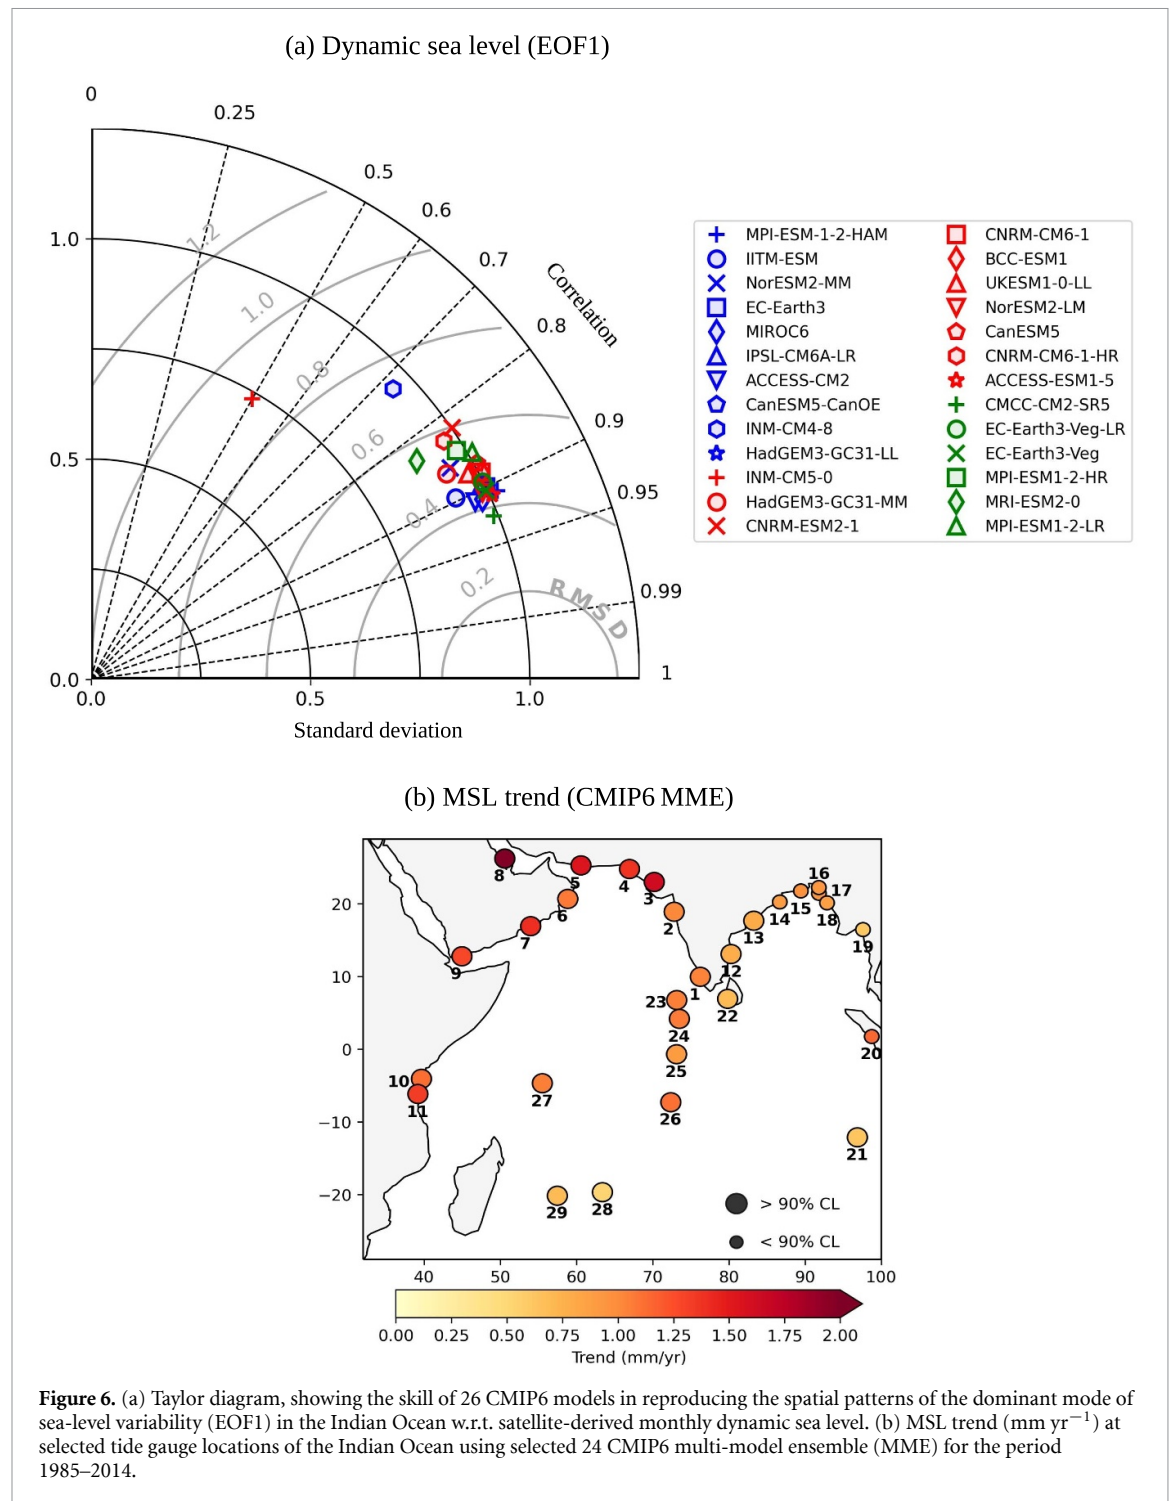 (a) Dynamic sea level (EOF1)
0
0.25
0.5
0.6
0.7
0.8
0.9
0.95
0.99
1
Correlation
1.0
0.5
0.0
0.0
0.5
1.0
Standard deviation
1.2
1.0
0.8
0.6
0.4
0.2
RMSD
MPI-ESM-1-2-HAM
IITM-ESM
NorESM2-MM
EC-Earth3
MIROC6
IPSL-CM6A-LR
ACCESS-CM2
CanESM5-CanOE
INM-CM4-8
HadGEM3-GC31-LL
INM-CM5-0
HadGEM3-GC31-MM
CNRM-ESM2-1
CNRM-CM6-1
BCC-ESM1
UKESM1-0-LL
NorESM2-LM
CanESM5
CNRM-CM6-1-HR
ACCESS-ESM1-5
CMCC-CM2-SR5
EC-Earth3-Veg-LR
EC-Earth3-Veg
MPI-ESM1-2-HR
MRI-ESM2-0
MPI-ESM1-2-LR
(b) MSL trend (CMIP6 MME)
20
10
0
−10
−20
8
5
4
3
2
6
7
9
16
17
15
14
18
13
19
12
1
22
23
24
25
26
20
10
11
27
21
29
28
> 90% CL
< 90% CL
40
50
60
70
80
90
100
0.00
0.25
0.50
0.75
1.00
1.25
1.50
1.75
2.00
Trend (mm/yr)
Figure 6. (a) Taylor diagram, showing the skill of 26 CMIP6 models in reproducing the spatial patterns of the dominant mode of
sea-level variability (EOF1) in the Indian Ocean w.r.t. satellite-derived monthly dynamic sea level. (b) MSL trend (mm yr−1) at
selected tide gauge locations of the Indian Ocean using selected 24 CMIP6 multi-model ensemble (MME) for the period
1985–2014.